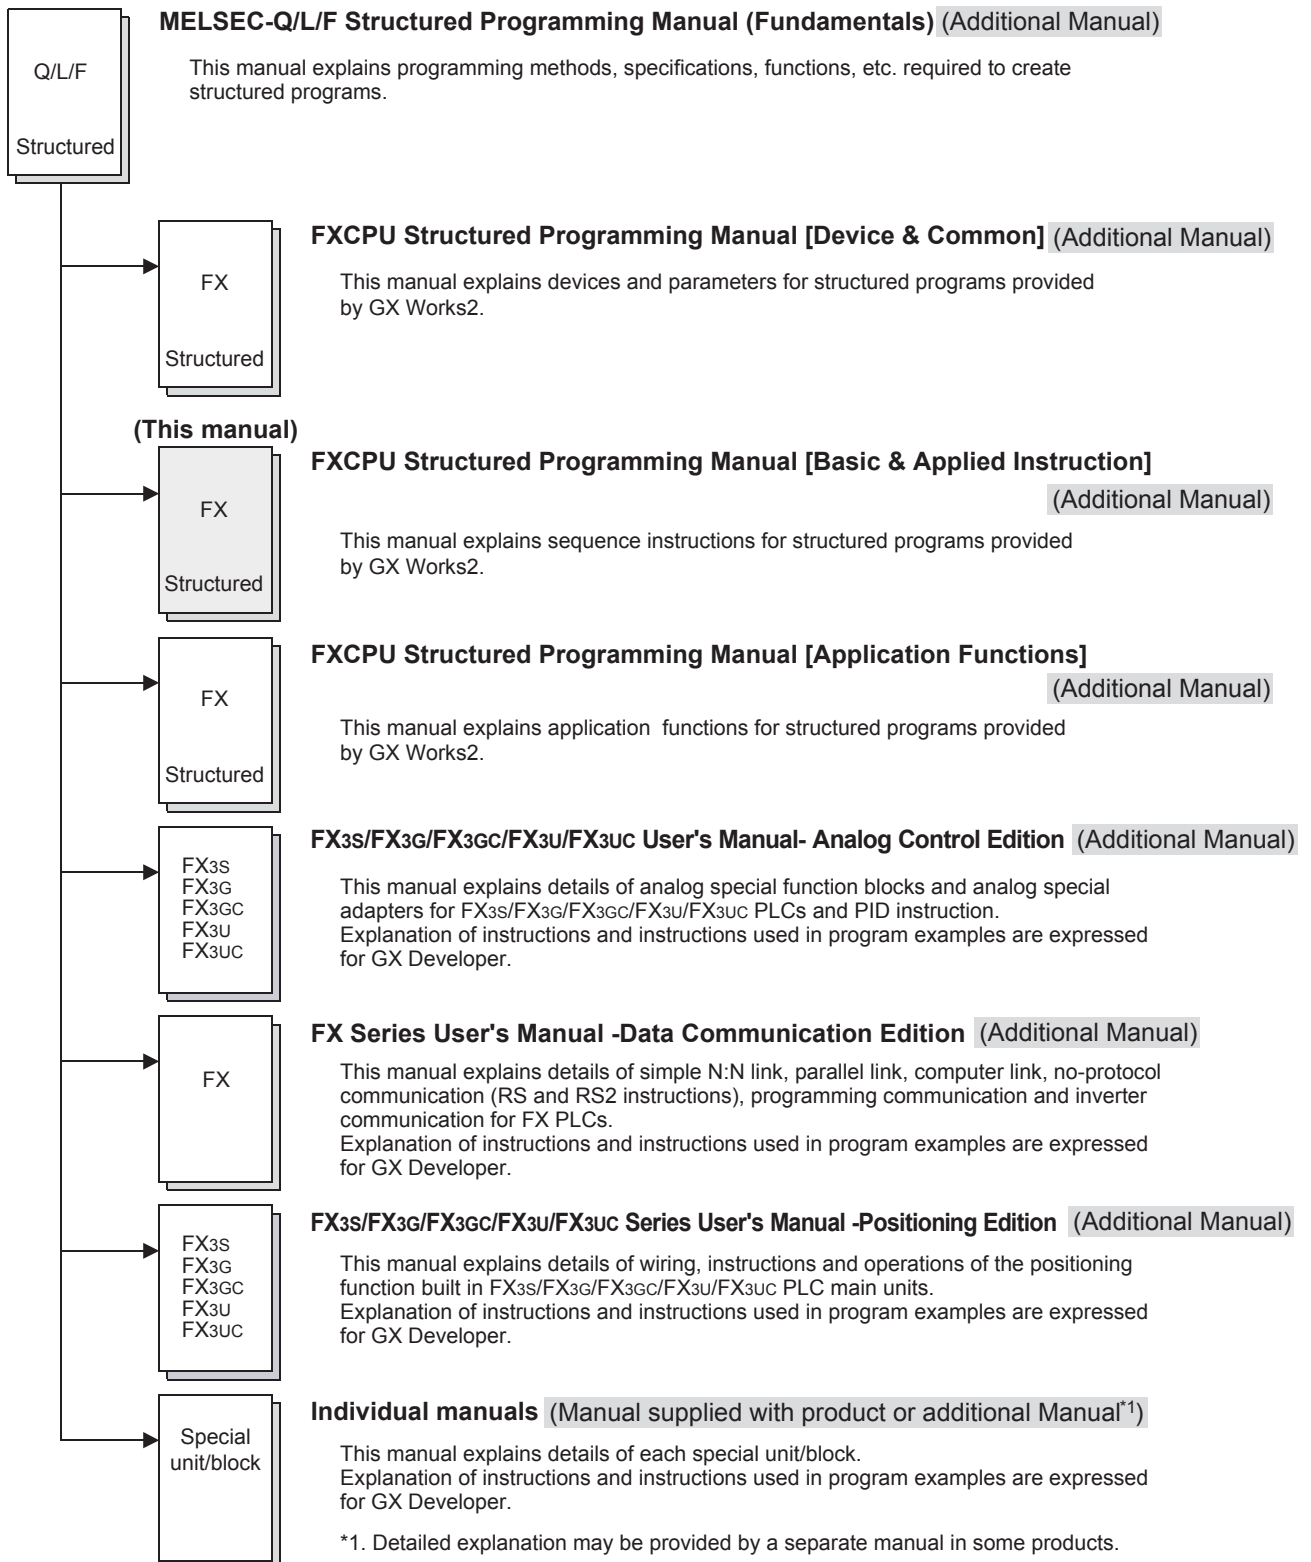 MELSEC-Q/L/F Structured Programming Manual (Fundamentals) (Additional Manual)
Q/L/F
Structured
This manual explains programming methods, specifications, functions, etc. required to create
structured programs.
FXCPU Structured Programming Manual [Device & Common] (Additional Manual)
FX
Structured
This manual explains devices and parameters for structured programs provided
by GX Works2.
(This manual)
FXCPU Structured Programming Manual [Basic & Applied Instruction]
(Additional Manual)
FX
Structured
This manual explains sequence instructions for structured programs provided
by GX Works2.
FXCPU Structured Programming Manual [Application Functions]
(Additional Manual)
FX
Structured
This manual explains application  functions for structured programs provided
by GX Works2.
FX3S/FX3G/FX3GC/FX3U/FX3UC User's Manual- Analog Control Edition (Additional Manual)
FX3S
FX3G
FX3GC
FX3U
FX3UC
This manual explains details of analog special function blocks and analog special
adapters for FX3S/FX3G/FX3GC/FX3U/FX3UC PLCs and PID instruction.
Explanation of instructions and instructions used in program examples are expressed
for GX Developer.
FX Series User's Manual -Data Communication Edition (Additional Manual)
FX
This manual explains details of simple N:N link, parallel link, computer link, no-protocol
communication (RS and RS2 instructions), programming communication and inverter
communication for FX PLCs.
Explanation of instructions and instructions used in program examples are expressed
for GX Developer.
FX3S/FX3G/FX3GC/FX3U/FX3UC Series User's Manual -Positioning Edition (Additional Manual)
FX3S
FX3G
FX3GC
FX3U
FX3UC
This manual explains details of wiring, instructions and operations of the positioning
function built in FX3S/FX3G/FX3GC/FX3U/FX3UC PLC main units.
Explanation of instructions and instructions used in program examples are expressed
for GX Developer.
Individual manuals (Manual supplied with product or additional Manual*1)
Special
unit/block
This manual explains details of each special unit/block.
Explanation of instructions and instructions used in program examples are expressed
for GX Developer.
*1. Detailed explanation may be provided by a separate manual in some products.